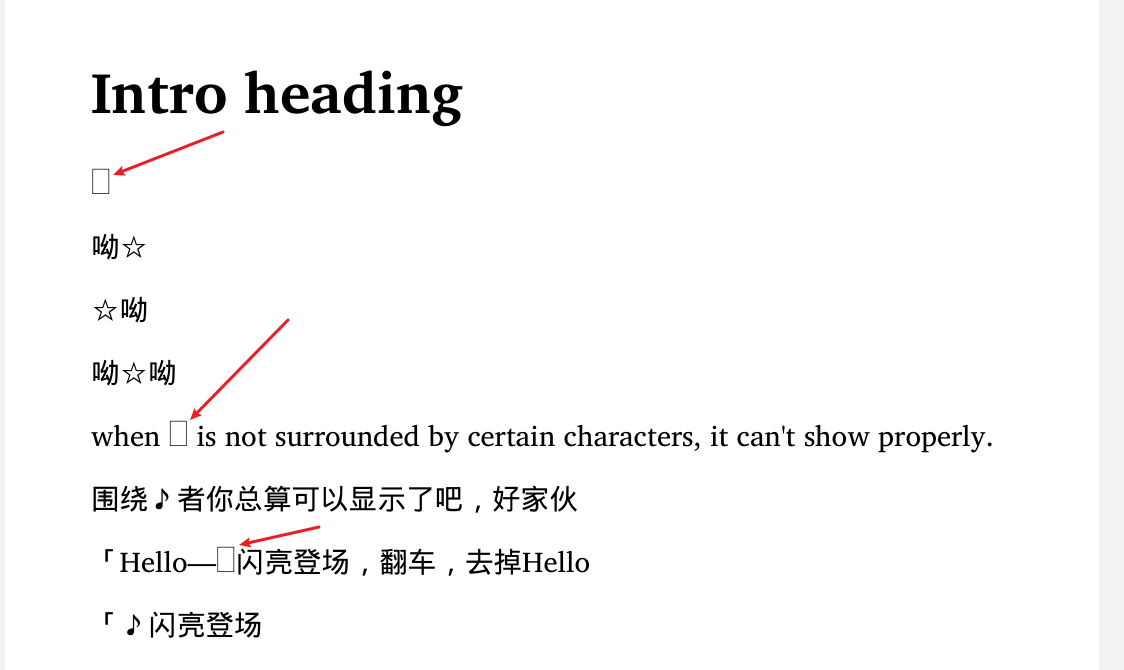 Intro heading
□
呦☆
☆呦
呦☆呦
when □ is not surrounded by certain characters, it can't show properly.
围绕♪者你总算可以显示了吧，好家伙
「Hello—□闪亮登场，翻车，去掉Hello
「♪闪亮登场